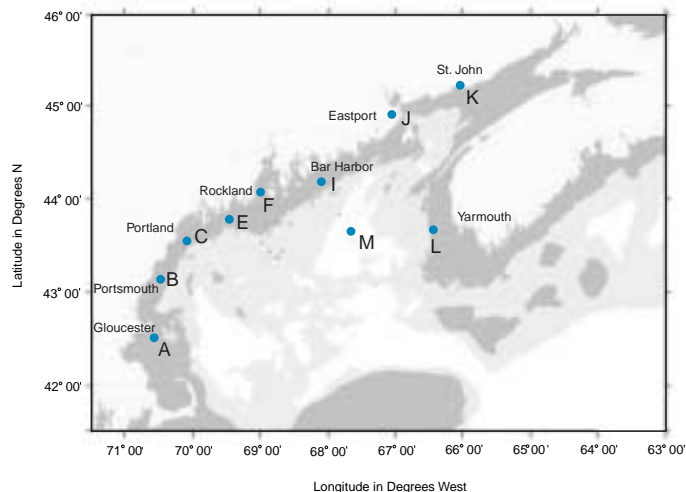 46° 00'
St. John
K
45° 00'
Eastport
J
Bar Harbor
I
44° 00'
Rockland
F
E
Yarmouth
L
Portland
C
M
Latitude in Degrees N
B
Portsmouth
43° 00'
Gloucester
A
42° 00'
71° 00' 70° 00' 69° 00' 68° 00' 67° 00' 66° 00' 65° 00' 64° 00' 63° 00'
Longitude in Degrees West